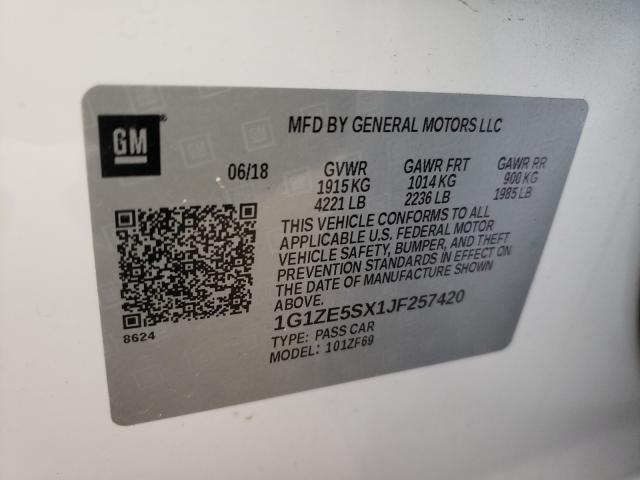 GM
MFD BY GENERAL MOTORS LLC
06/18 GVWR GAWR FRT GAWR RR
1915 KG 1014 KG 900 KG
4221 LB 2236 LB 1985 LB
THIS VEHICLE CONFORMS TO ALL
APPLICABLE U.S. FEDERAL MOTOR
VEHICLE SAFETY, BUMPER, AND THEFT
PREVENTION STANDARDS IN EFFECT ON
THE DATE OF MANUFACTURE SHOWN
ABOVE.
1G1ZE5SX1JF257420
8624
TYPE: PASS CAR
MODEL: 101ZF69